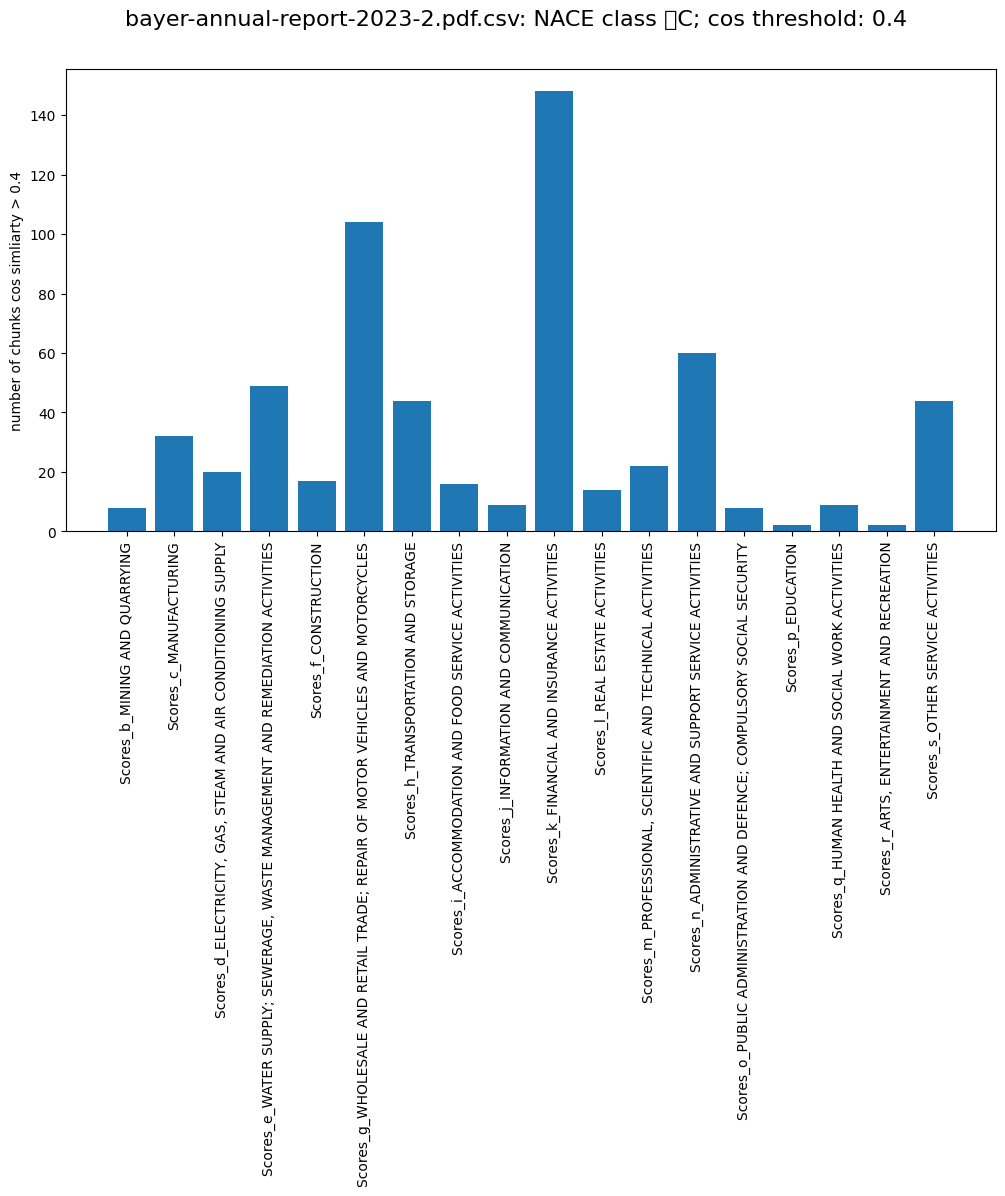 bayer-annual-report-2023-2.pdf.csv: NACE class ▯C; cos threshold: 0.4
number of chunks cos simliarty > 0.4
140
120
100
80
60
40
20
0
Scores_b_MINING AND QUARRYING
Scores_c_MANUFACTURING
Scores_d_ELECTRICITY, GAS, STEAM AND AIR CONDITIONING SUPPLY
Scores_e_WATER SUPPLY; SEWERAGE, WASTE MANAGEMENT AND REMEDIATION ACTIVITIES
Scores_f_CONSTRUCTION
Scores_g_WHOLESALE AND RETAIL TRADE; REPAIR OF MOTOR VEHICLES AND MOTORCYCLES
Scores_h_TRANSPORTATION AND STORAGE
Scores_i_ACCOMMODATION AND FOOD SERVICE ACTIVITIES
Scores_j_INFORMATION AND COMMUNICATION
Scores_k_FINANCIAL AND INSURANCE ACTIVITIES
Scores_l_REAL ESTATE ACTIVITIES
Scores_m_PROFESSIONAL, SCIENTIFIC AND TECHNICAL ACTIVITIES
Scores_n_ADMINISTRATIVE AND SUPPORT SERVICE ACTIVITIES
Scores_o_PUBLIC ADMINISTRATION AND DEFENCE; COMPULSORY SOCIAL SECURITY
Scores_p_EDUCATION
Scores_q_HUMAN HEALTH AND SOCIAL WORK ACTIVITIES
Scores_r_ARTS, ENTERTAINMENT AND RECREATION
Scores_s_OTHER SERVICE ACTIVITIES